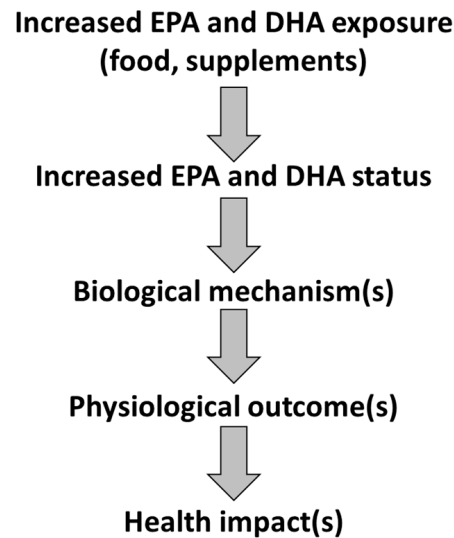 Increased EPA and DHA exposure
(food, supplements)
Increased EPA and DHA status
Biological mechanism(s)
Physiological outcome(s)
Health impact(s)